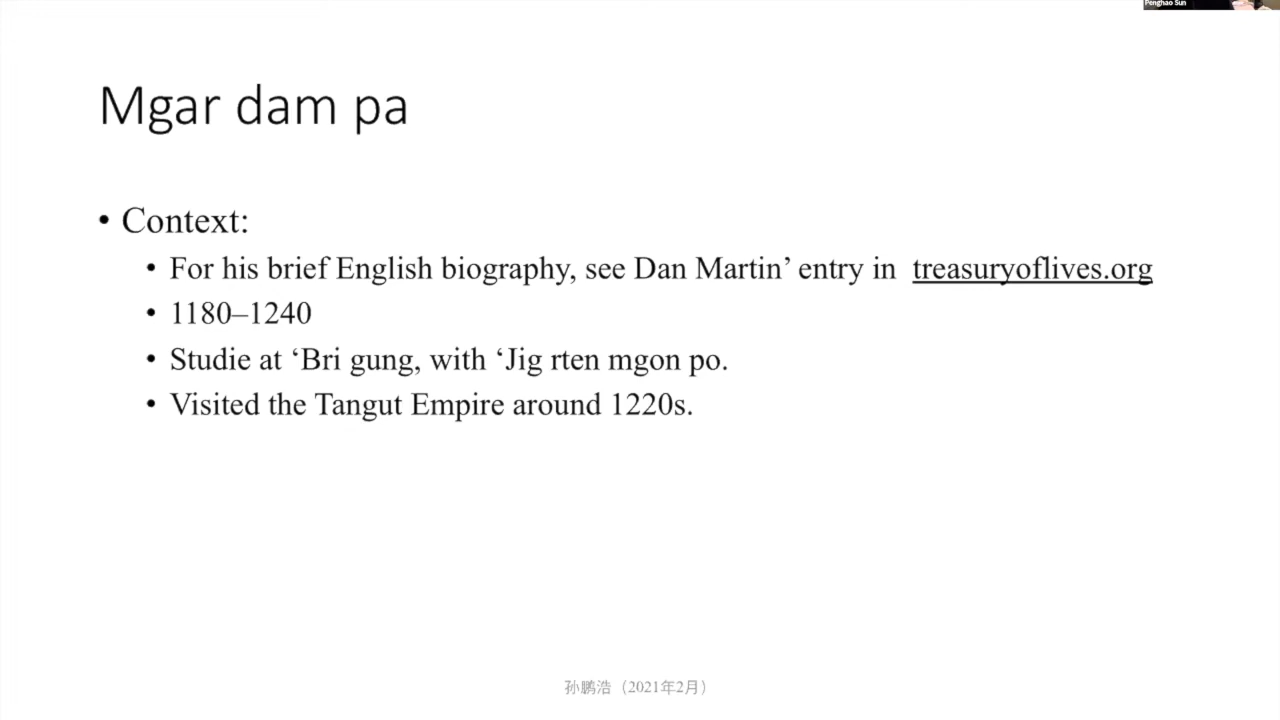 Penghao Sun
Mgar dam pa
• Context:
• For his brief English biography, see Dan Martin’ entry in treasuryoflives.org
• 1180–1240
• Studie at ‘Bri gung, with ‘Jig rten mgon po.
• Visited the Tangut Empire around 1220s.
孙鹏浩（2021年2月）